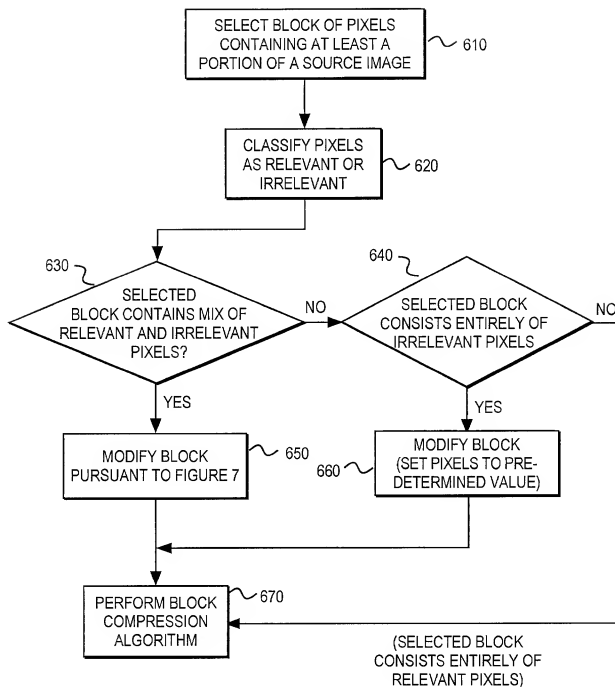 SELECT BLOCK OF PIXELS
CONTAINING AT LEAST A
PORTION OF A SOURCE IMAGE
610
CLASSIFY PIXELS
AS RELEVANT OR
IRRELEVANT
620
630
SELECTED
BLOCK CONTAINS MIX OF
RELEVANT AND IRRELEVANT
PIXELS?
NO
640
SELECTED BLOCK
CONSISTS ENTIRELY OF
IRRELEVANT PIXELS
NO
YES
YES
MODIFY BLOCK
PURSUANT TO FIGURE 7
650
MODIFY BLOCK
(SET PIXELS TO PRE-
DETERMINED VALUE)
660
PERFORM BLOCK
COMPRESSION
ALGORITHM
670
(SELECTED BLOCK
CONSISTS ENTIRELY OF
RELEVANT PIXELS)